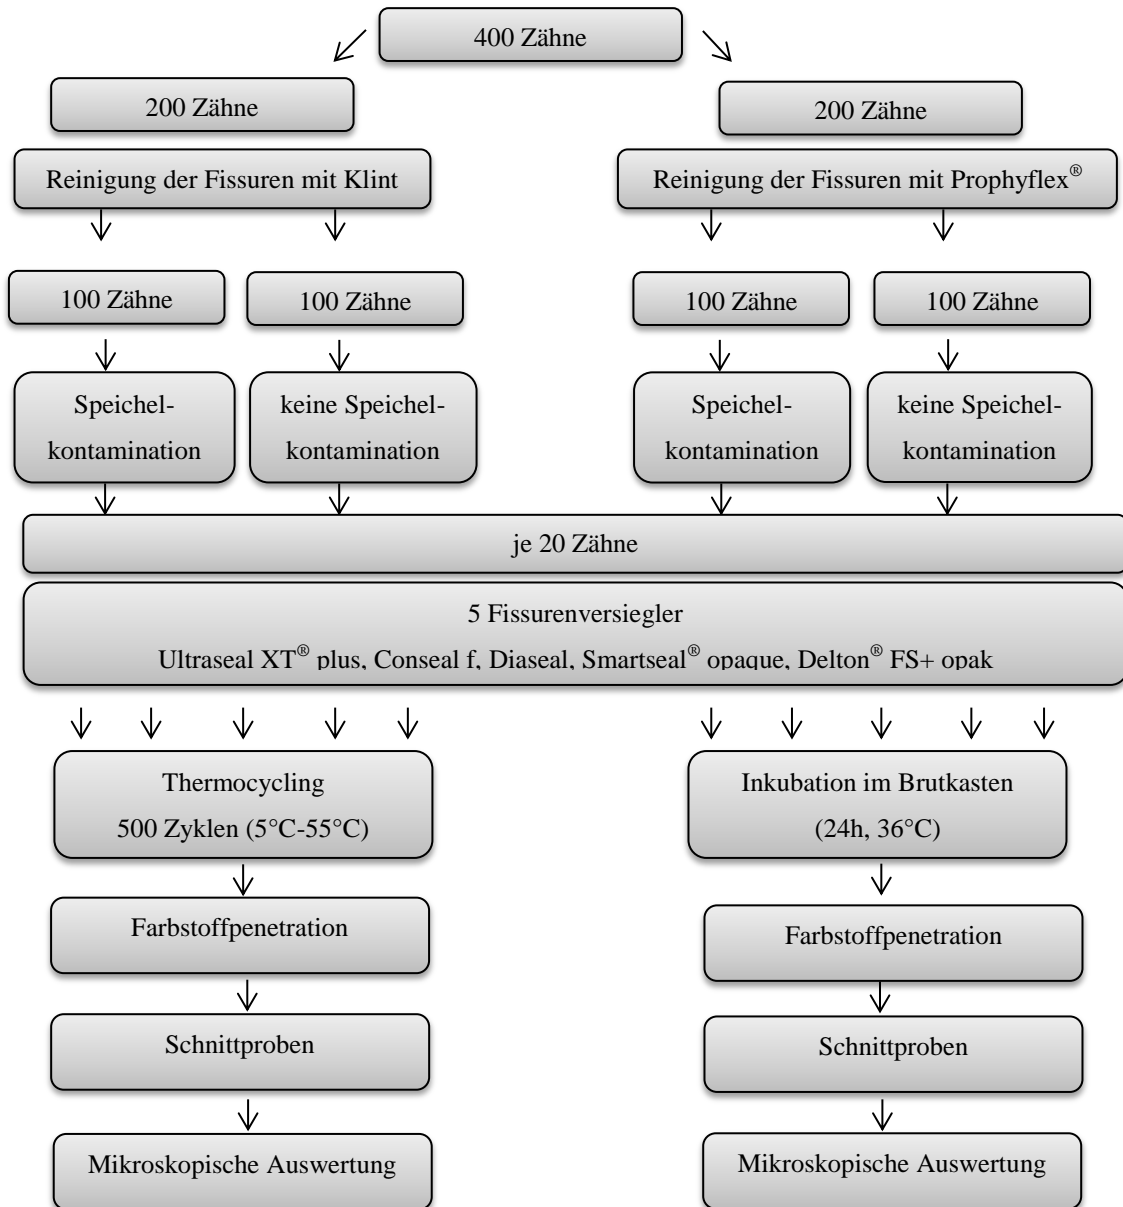 400 Zähne
200 Zähne
200 Zähne
Reinigung der Fissuren mit Klint
Reinigung der Fissuren mit Prophyflex®
100 Zähne
100 Zähne
100 Zähne
100 Zähne
Speichel-
kontamination
keine Speichel-
kontamination
Speichel-
kontamination
keine Speichel-
kontamination
je 20 Zähne
5 Fissurenversiegler
Ultraseal XT® plus, Conseal f, Diaseal, Smartseal® opaque, Delton® FS+ opak
Thermocycling
500 Zyklen (5°C-55°C)
Inkubation im Brutkasten
(24h, 36°C)
Farbstoffpenetration
Farbstoffpenetration
Schnittproben
Schnittproben
Mikroskopische Auswertung
Mikroskopische Auswertung